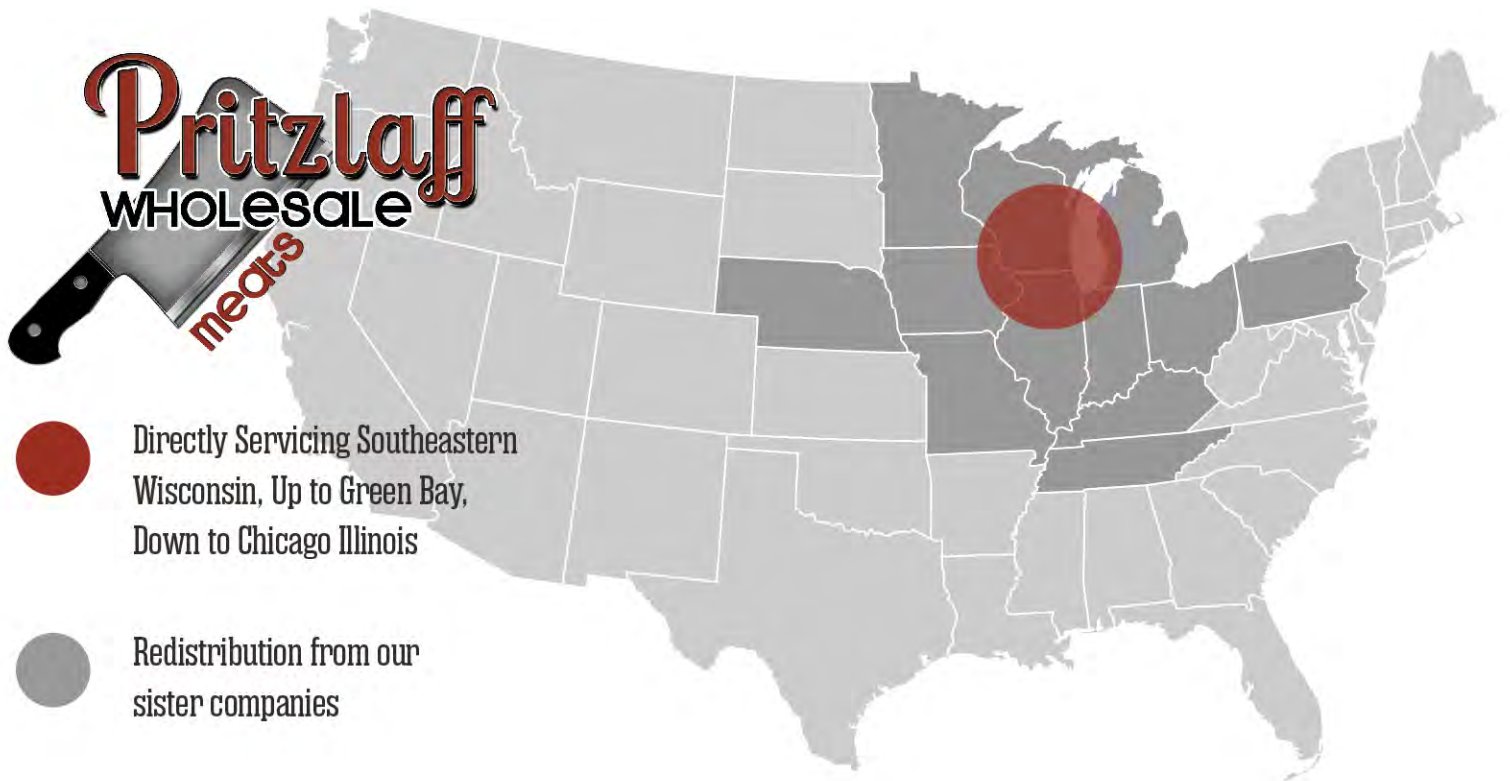 Pritzlaff
WHOLESALE
meats
Directly Servicing Southeastern
Wisconsin, Up to Green Bay,
Down to Chicago Illinois
Redistribution from our
sister companies